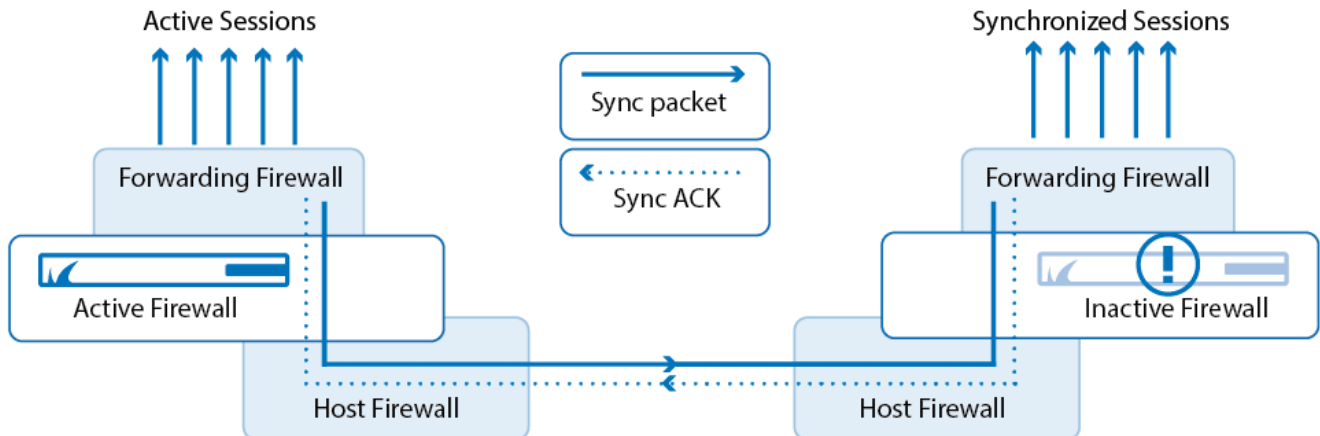 Active Sessions
Synchronized Sessions
Sync packet
Sync ACK
Forwarding Firewall
Forwarding Firewall
Active Firewall
Inactive Firewall
Host Firewall
Host Firewall